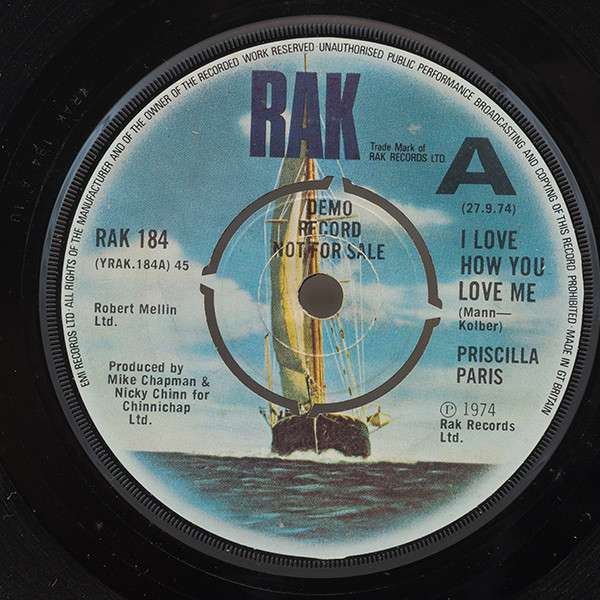 EMI RECORDS LTD·ALL RIGHTS OF THE MANUFACTURER AND OF THE OWNER OF THE RECORDED WORK RESERVED·UNAUTHORISED PUBLIC PERFORMANCE BROADCASTING AND COPYING OF THIS RECORD PROHIBITED·MADE IN GT BRITAIN
RAK
Trade Mark of
RAK RECORDS LTD.
A
(27.9.74)
DEMO
RECORD
NOT FOR SALE
RAK 184
(YRAK.184A) 45
I LOVE
HOW YOU
LOVE ME
(Mann—
Kolber)
Robert Mellin
Ltd.
PRISCILLA
PARIS
Produced by
Mike Chapman &
Nicky Chinn for
Chinnichap
Ltd.
℗ 1974
Rak Records
Ltd.